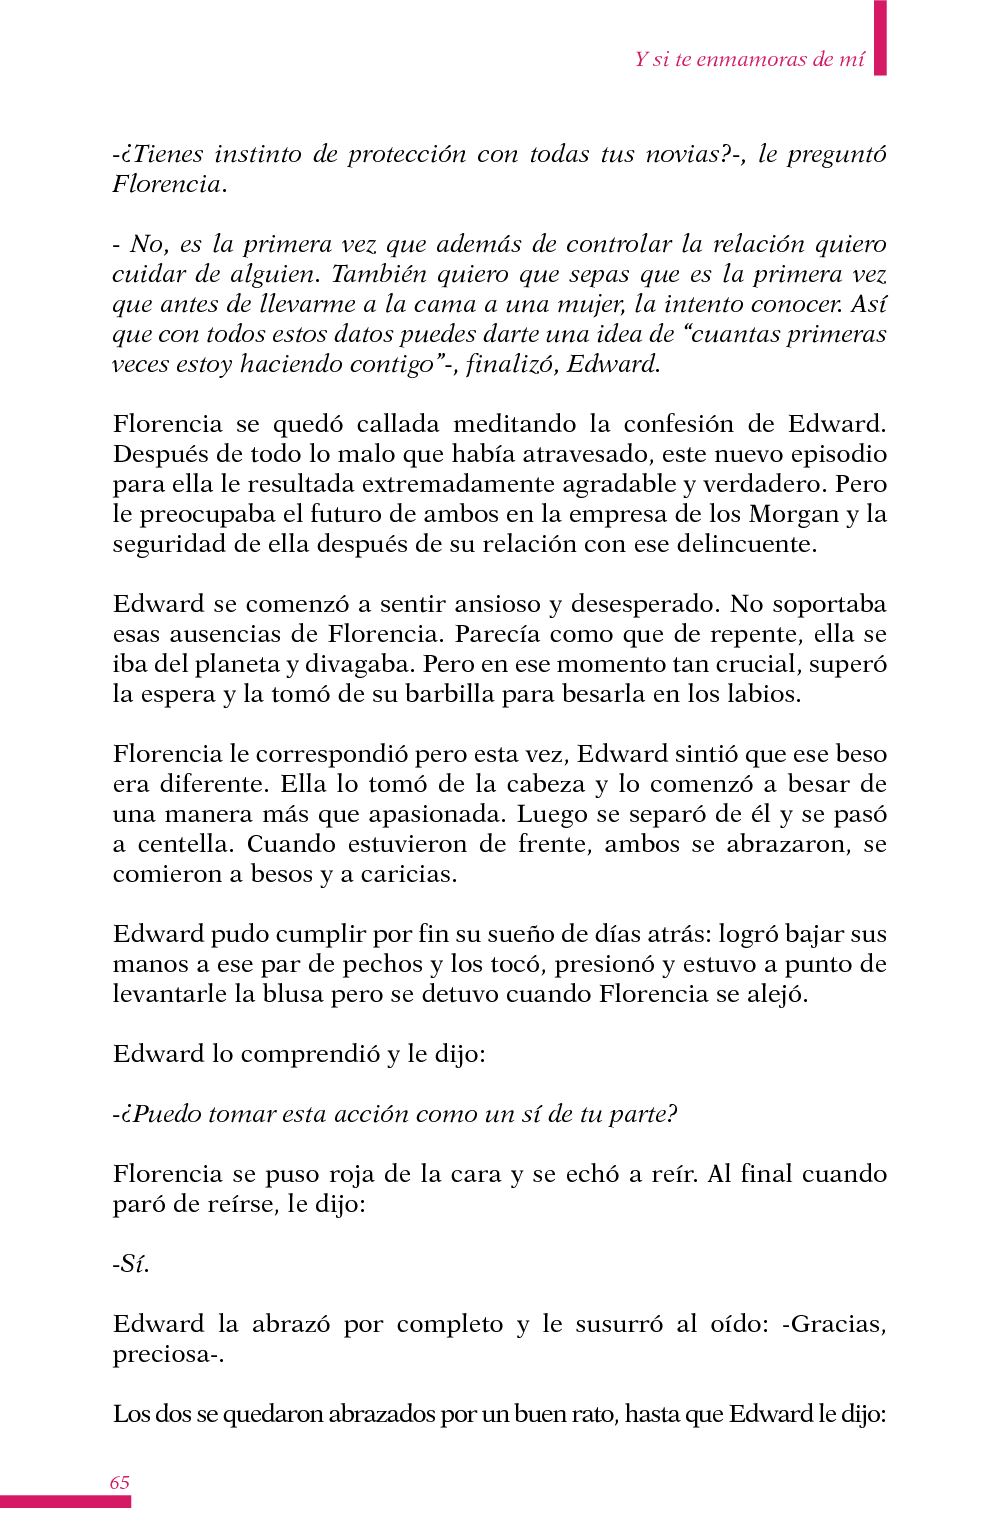 Y si te enmamoras de mí
-¿Tienes instinto de protección con todas tus novias?-, le preguntó
Florencia.
- No, es la primera vez que además de controlar la relación quiero
cuidar de alguien. También quiero que sepas que es la primera vez
que antes de llevarme a la cama a una mujer, la intento conocer. Así
que con todos estos datos puedes darte una idea de “cuantas primeras
veces estoy haciendo contigo”-, finalizó, Edward.
Florencia se quedó callada meditando la confesión de Edward.
Después de todo lo malo que había atravesado, este nuevo episodio
para ella le resultada extremadamente agradable y verdadero. Pero
le preocupaba el futuro de ambos en la empresa de los Morgan y la
seguridad de ella después de su relación con ese delincuente.
Edward se comenzó a sentir ansioso y desesperado. No soportaba
esas ausencias de Florencia. Parecía como que de repente, ella se
iba del planeta y divagaba. Pero en ese momento tan crucial, superó
la espera y la tomó de su barbilla para besarla en los labios.
Florencia le correspondió pero esta vez, Edward sintió que ese beso
era diferente. Ella lo tomó de la cabeza y lo comenzó a besar de
una manera más que apasionada. Luego se separó de él y se pasó
a centella. Cuando estuvieron de frente, ambos se abrazaron, se
comieron a besos y a caricias.
Edward pudo cumplir por fin su sueño de días atrás: logró bajar sus
manos a ese par de pechos y los tocó, presionó y estuvo a punto de
levantarle la blusa pero se detuvo cuando Florencia se alejó.
Edward lo comprendió y le dijo:
-¿Puedo tomar esta acción como un sí de tu parte?
Florencia se puso roja de la cara y se echó a reír. Al final cuando
paró de reírse, le dijo:
-Sí.
Edward la abrazó por completo y le susurró al oído: -Gracias,
preciosa-.
Los dos se quedaron abrazados por un buen rato, hasta que Edward le dijo:
65